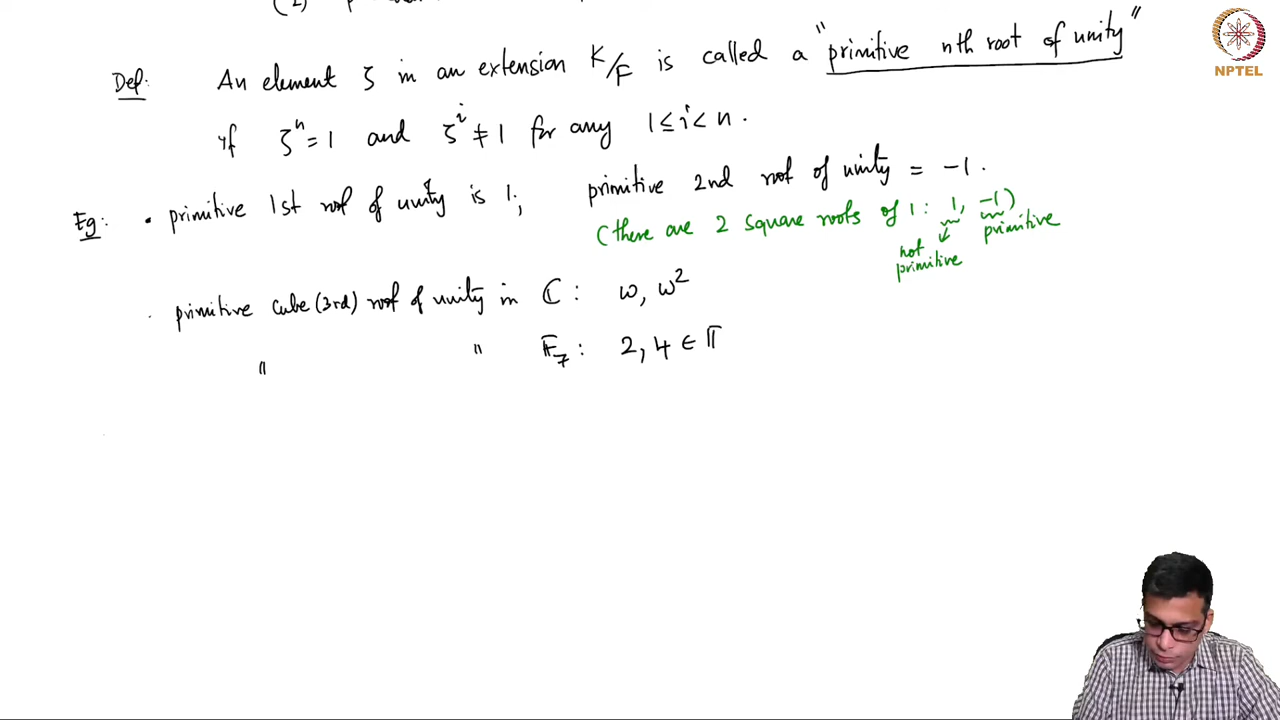 Def: An element ζ in an extension K/F is called a "primitive nth root of unity"
if ζⁿ = 1 and ζⁱ ≠ 1 for any 1 ≤ i < n.
Eg: • primitive 1st root of unity is 1; primitive 2nd root of unity = -1.
(there are 2 square roots of 1: 1, -1)
not primitive
primitive
· primitive cube (3rd) root of unity in ℂ: ω, ω²
" " 𝔽₇: 2, 4 ∈ 𝔽
NPTEL